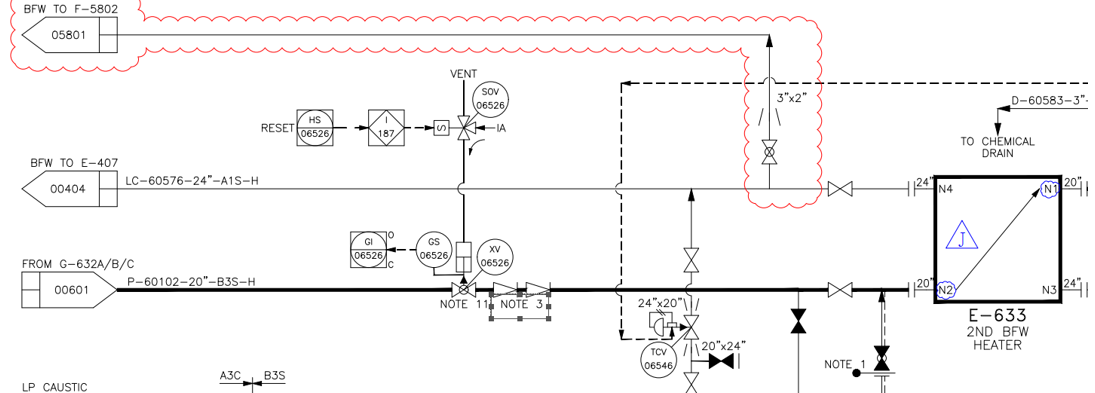 BFW TO F-5802
05801
VENT
SOV
06526
3"x2"
D-60583-3"-
RESET
HS
06526
I
187
S
IA
TO CHEMICAL
DRAIN
BFW TO E-407
00404
LC-60576-24"-A1S-H
24"
N4
N1
20"
J
GI
06526
O
C
GS
06526
XV
06526
FROM G-632A/B/C
00601
P-60102-20"-B3S-H
NOTE 11
NOTE 3
20"
N2
N3
24"
24"x20"
E-633
2ND BFW
HEATER
TCV
06546
20"x24"
NOTE 1
A3C
B3S
LP CAUSTIC